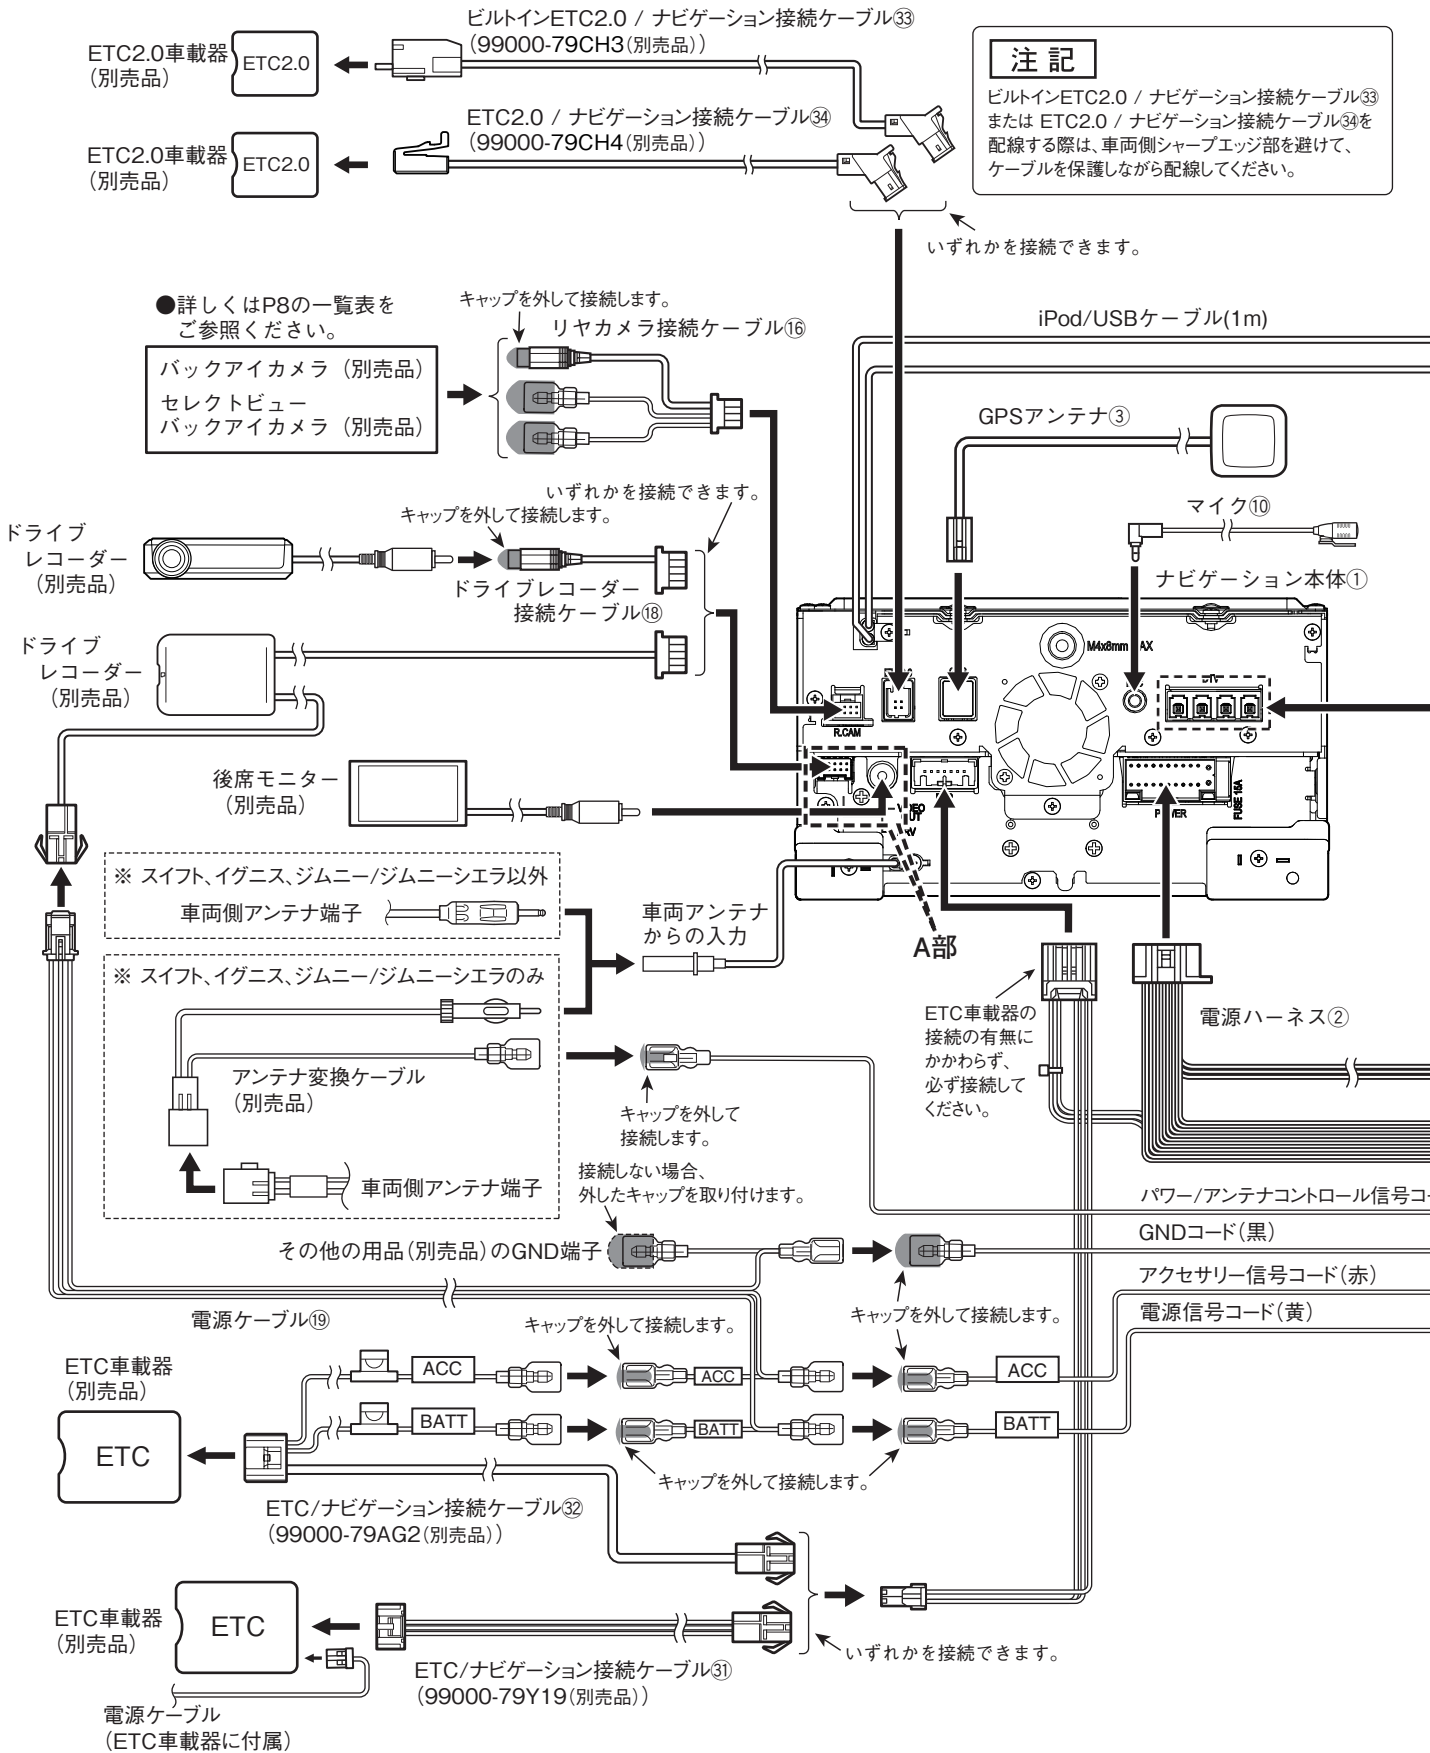 ビルトインETC2.0 / ナビゲーション接続ケーブル㉝
(99000-79CH3(別売品))
ETC2.0車載器
(別売品)
ETC2.0
ETC2.0 / ナビゲーション接続ケーブル㉞
(99000-79CH4(別売品))
ETC2.0車載器
(別売品)
ETC2.0
注 記
ビルトインETC2.0 / ナビゲーション接続ケーブル㉝
または ETC2.0 / ナビゲーション接続ケーブル㉞を
配線する際は、車両側シャープエッジ部を避けて、
ケーブルを保護しながら配線してください。
いずれかを接続できます。
●詳しくはP8の一覧表を
ご参照ください。
バックアイカメラ(別売品)
セレクトビュー
バックアイカメラ(別売品)
キャップを外して接続します。
リヤカメラ接続ケーブル⑯
iPod/USBケーブル(1m)
GPSアンテナ③
マイク⑩
ナビゲーション本体①
いずれかを接続できます。
キャップを外して接続します。
ドライブ
レコーダー
(別売品)
ドライブレコーダー
接続ケーブル⑱
ドライブ
レコーダー
(別売品)
後席モニター
(別売品)
M4x8mm
AX
DTV
R.CAM
POWER
FUSE 15A
A部
※ スイフト、イグニス、ジムニー/ジムニーシエラ以外
車両側アンテナ端子
車両アンテナ
からの入力
※ スイフト、イグニス、ジムニー/ジムニーシエラのみ
アンテナ変換ケーブル
(別売品)
車両側アンテナ端子
キャップを外して
接続します。
ETC車載器の
接続の有無に
かかわらず、
必ず接続して
ください。
電源ハーネス②
接続しない場合、
外したキャップを取り付けます。
その他の用品(別売品)のGND端子
パワー/アンテナコントロール信号コー
GNDコード(黒)
アクセサリー信号コード(赤)
電源信号コード(黄)
電源ケーブル⑲
キャップを外して接続します。
キャップを外して接続します。
ETC車載器
(別売品)
ETC
ACC
ACC
ACC
BATT
BATT
BATT
キャップを外して接続します。
ETC/ナビゲーション接続ケーブル㉜
(99000-79AG2(別売品))
ETC車載器
(別売品)
ETC
ETC/ナビゲーション接続ケーブル㉛
(99000-79Y19(別売品))
いずれかを接続できます。
電源ケーブル
(ETC車載器に付属)